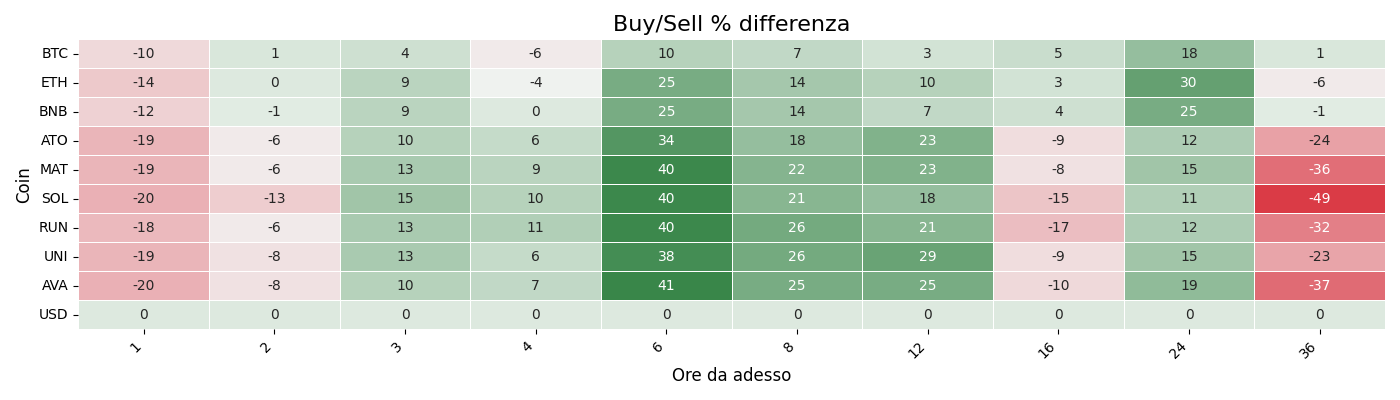 Buy/Sell % differenza
Coin
BTC -10 1 4 -6 10 7 3 5 18 1
ETH -14 0 9 -4 25 14 10 3 30 -6
BNB -12 -1 9 0 25 14 7 4 25 -1
ATO -19 -6 10 6 34 18 23 -9 12 -24
MAT -19 -6 13 9 40 22 23 -8 15 -36
SOL -20 -13 15 10 40 21 18 -15 11 -49
RUN -18 -6 13 11 40 26 21 -17 12 -32
UNI -19 -8 13 6 38 26 29 -9 15 -23
AVA -20 -8 10 7 41 25 25 -10 19 -37
USD 0 0 0 0 0 0 0 0 0 0
1 2 3 4 6 8 12 16 24 36
Ore da adesso